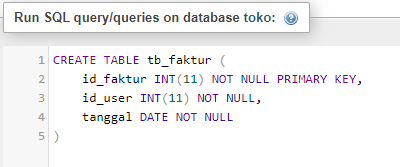 Run SQL query/queries on database toko:
1 CREATE TABLE tb_faktur (
2     id_faktur INT(11) NOT NULL PRIMARY KEY,
3     id_user INT(11) NOT NULL,
4     tanggal DATE NOT NULL
5 )